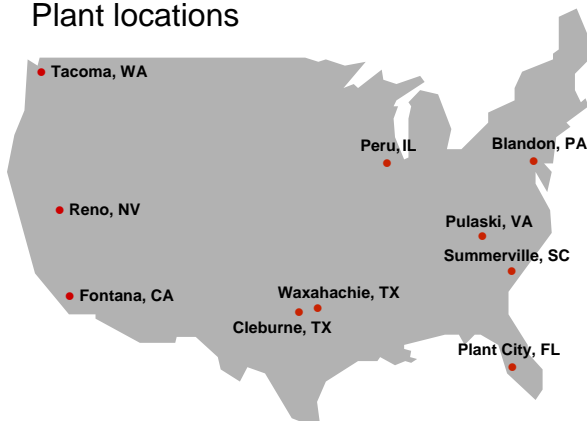 Plant locations
Tacoma, WA
Peru, IL
Blandon, PA
Reno, NV
Pulaski, VA
Summerville, SC
Fontana, CA
Waxahachie, TX
Cleburne, TX
Plant City, FL